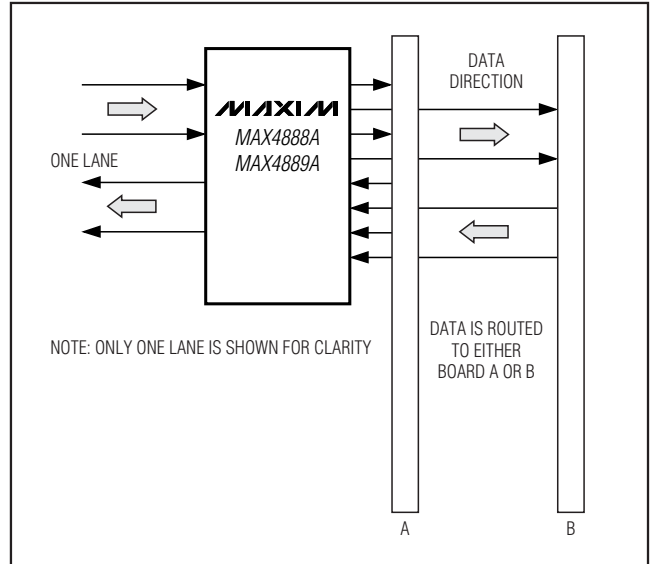 DATA
DIRECTION
MAXIM
MAX4888A
MAX4889A
ONE LANE
NOTE: ONLY ONE LANE IS SHOWN FOR CLARITY
DATA IS ROUTED
TO EITHER
BOARD A OR B
A
B